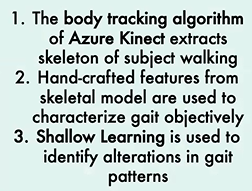 1. The body tracking algorithm
of Azure Kinect extracts
skeleton of subject walking
2. Hand-crafted features from
skeletal model are used to
characterize gait objectively
3. Shallow Learning is used to
identify alterations in gait
patterns